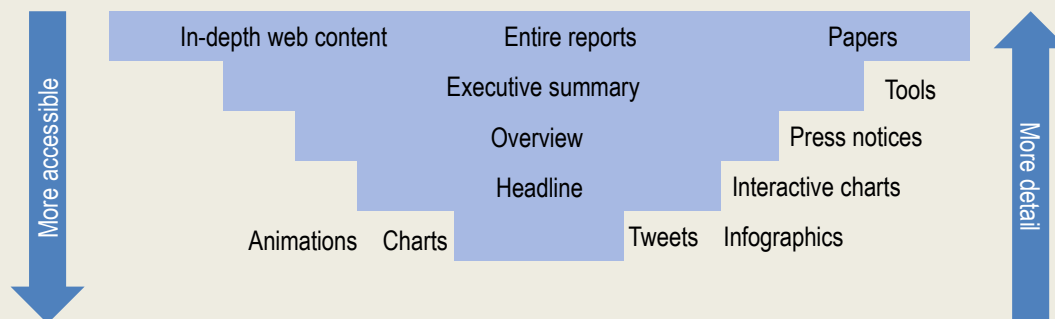 In-depth web content Entire reports Papers
Executive summary
Tools
Overview
Press notices
Headline
Interactive charts
Animations Charts Tweets Infographics
More accessible
More detail